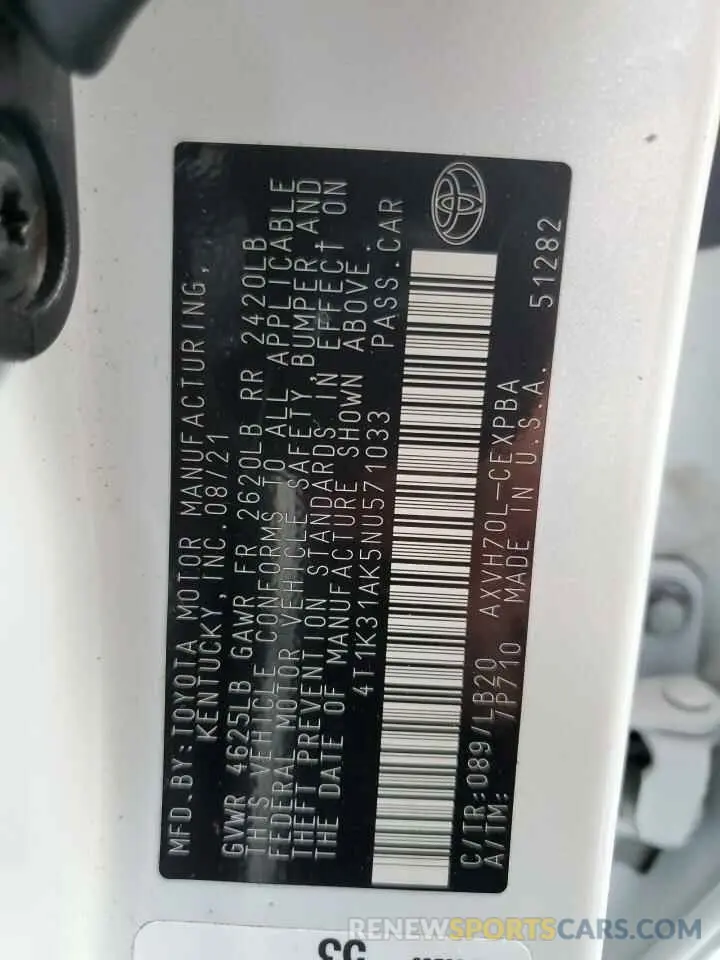 MFD.BY:TOYOTA MOTOR MANUFACTURING,
KENTUCKY, INC. 08/21
GVWR 4625LB GAWR FR 2620LB RR 2420LB
THIS VEHICLE CONFORMS TO ALL APPLICABLE
FEDERAL MOTOR VEHICLE SAFETY, BUMPER AND
THEFT PREVENTION STANDARDS IN EFFECT ON
THE DATE OF MANUFACTURE SHOWN ABOVE.
4T1K31AK5NU571033 PASS.CAR
C/TR:089/LB20 AXVH70L-CEXPBA
A/TM: 7P710 MADE IN U.S.A. 51282
RENEWSPORTSCARS.COM